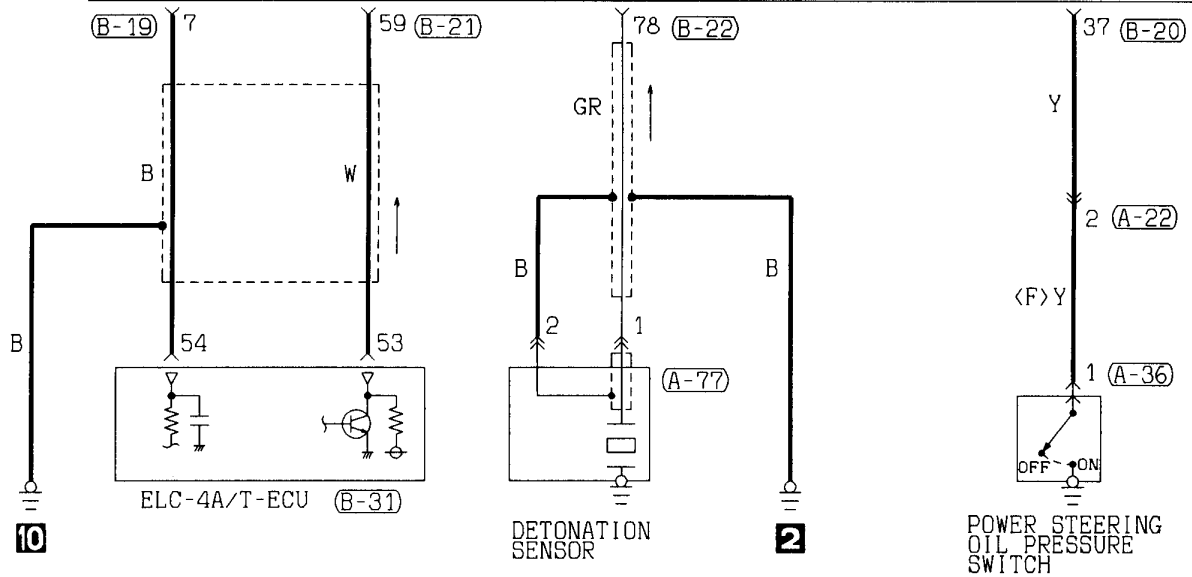 (B-19) 7
59 (B-21)
78 (B-22)
37 (B-20)
GR
Y
B
W
2 (A-22)
B
B
<F>Y
B
2
1
54
53
(A-77)
1 (A-36)
OFF
ON
ELC-4A/T-ECU (B-31)
10
DETONATION
SENSOR
2
POWER STEERING
OIL PRESSURE
SWITCH